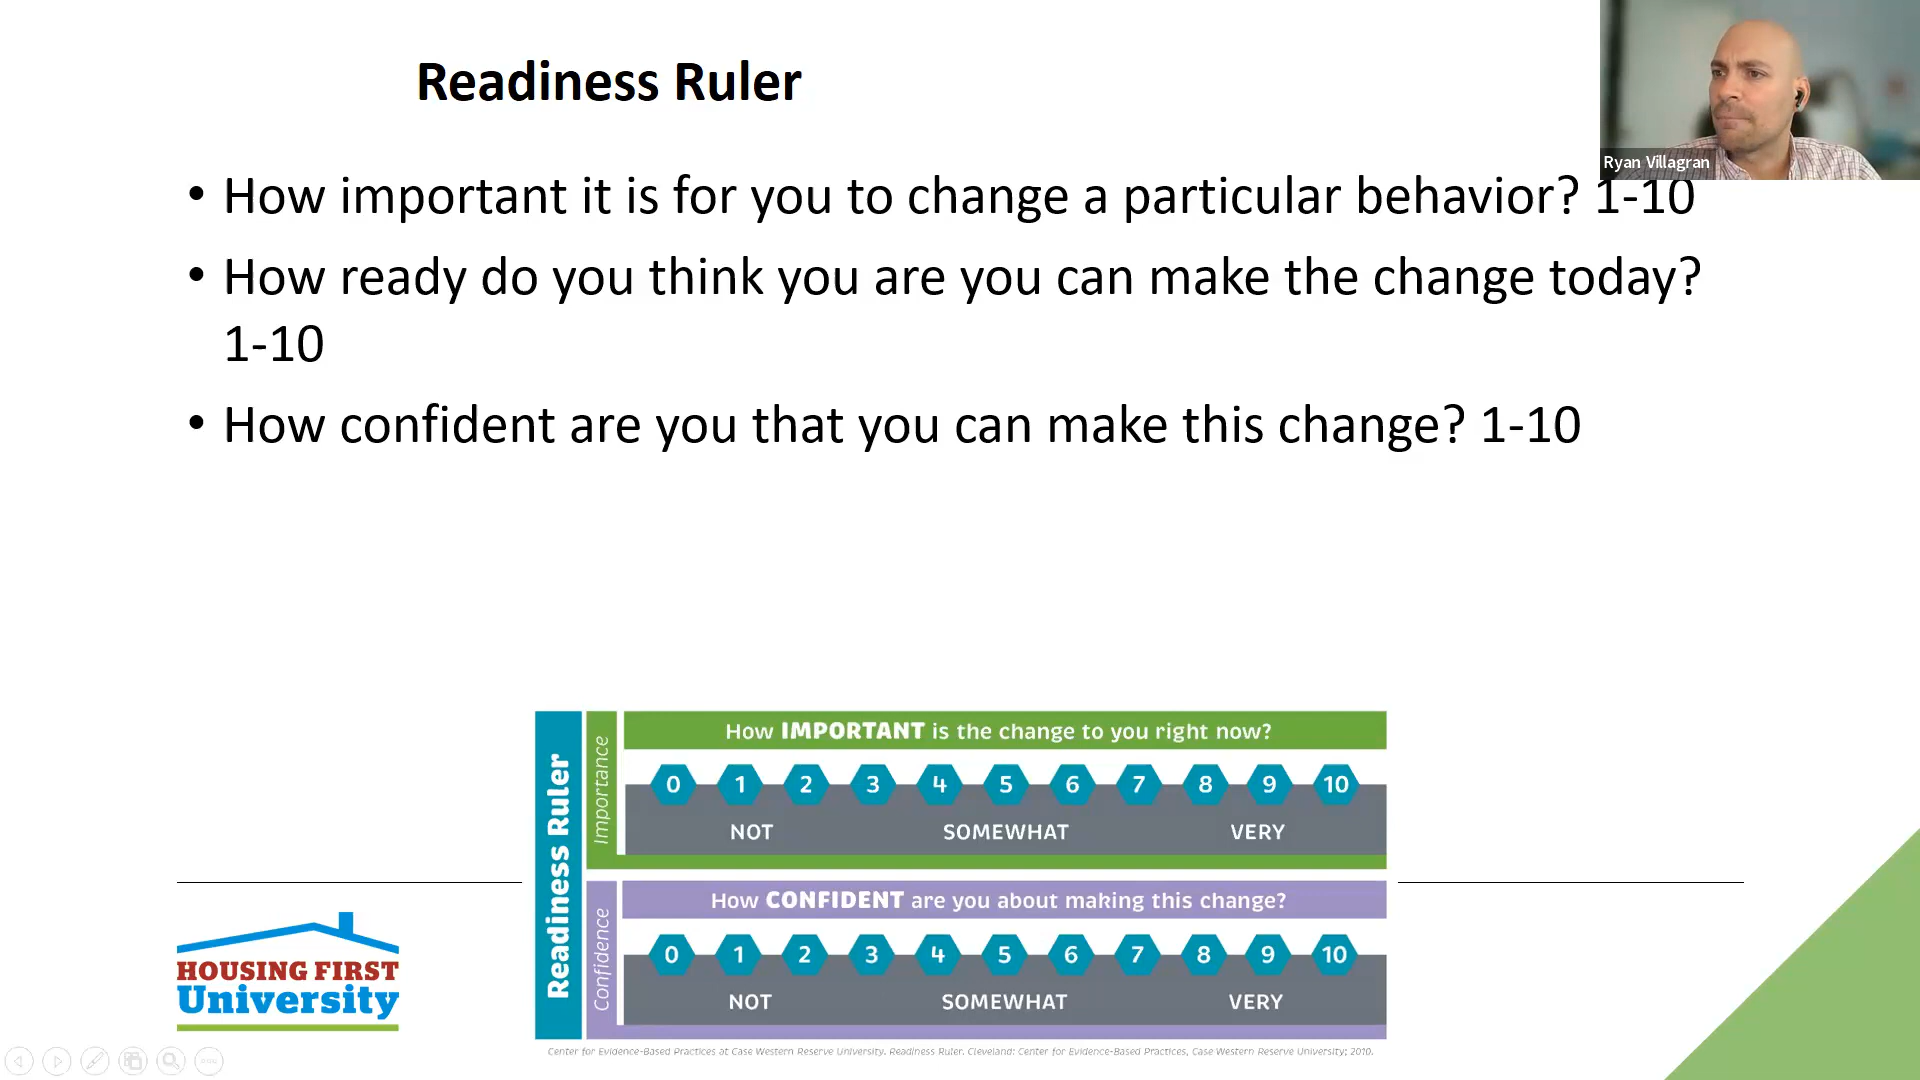 Readiness Ruler
Ryan Villagran
• How important it is for you to change a particular behavior? 1-10
• How ready do you think you are you can make the change today?
1-10
• How confident are you that you can make this change? 1-10
Readiness Ruler
Importance
How IMPORTANT is the change to you right now?
0 1 2 3 4 5 6 7 8 9 10
NOT SOMEWHAT VERY
Confidence
How CONFIDENT are you about making this change?
0 1 2 3 4 5 6 7 8 9 10
NOT SOMEWHAT VERY
Center for Evidence-Based Practices at Case Western Reserve University. Readiness Ruler. Cleveland: Center for Evidence-Based Practices, Case Western Reserve University; 2010.
HOUSING FIRST
University